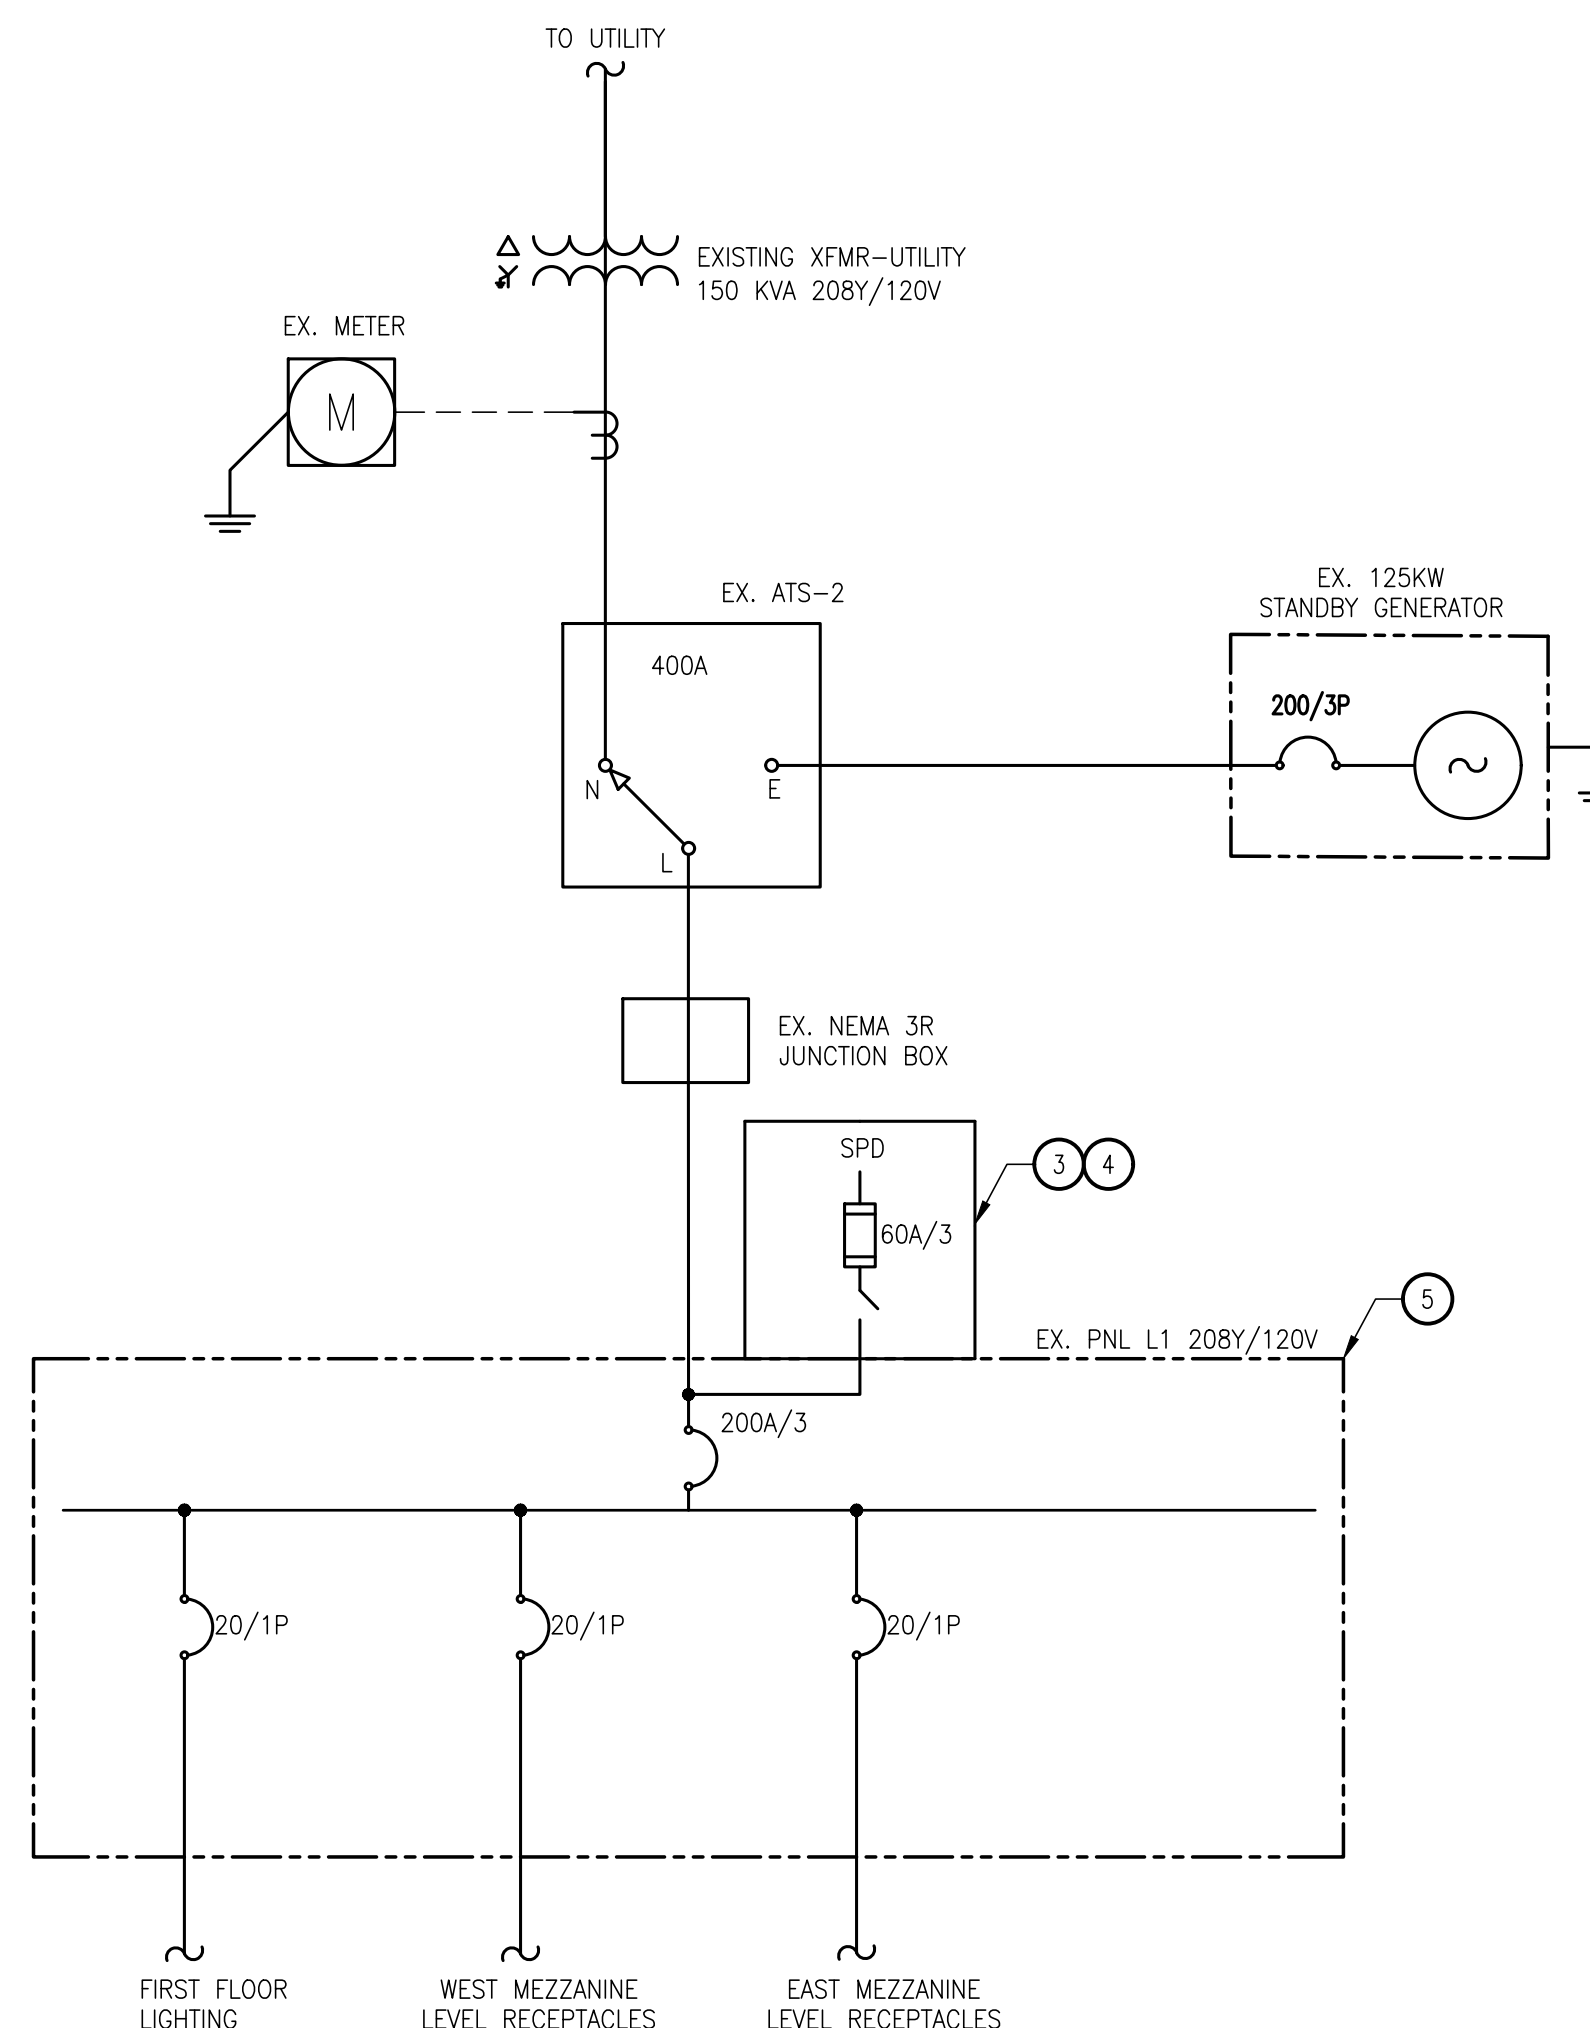 TO UTILITY
EXISTING XFMR-UTILITY
150 KVA 208Y/120V
EX. METER
M
EX. ATS-2
400A
N
E
L
EX. 125KW
STANDBY GENERATOR
200/3P
EX. NEMA 3R
JUNCTION BOX
SPD
60A/3
3
4
5
EX. PNL L1 208Y/120V
200A/3
20/1P
20/1P
20/1P
FIRST FLOOR
LIGHTING
WEST MEZZANINE
LEVEL RECEPTACLES
EAST MEZZANINE
LEVEL RECEPTACLES